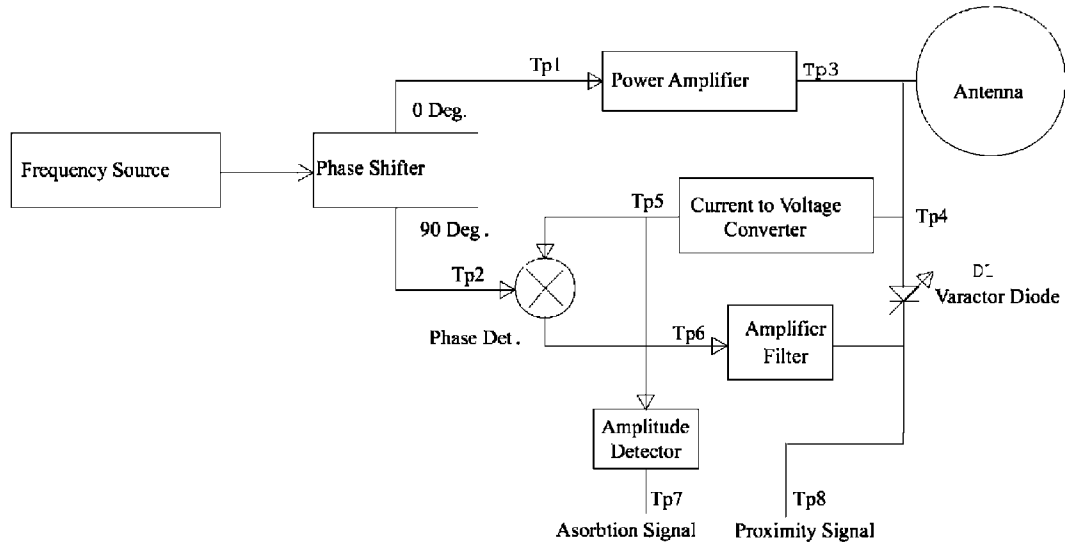 Tp1
Power Amplifier
Tp3
Antenna
0 Deg.
Frequency Source
Phase Shifter
Tp5
Current to Voltage
Converter
Tp4
90 Deg.
Tp2
D1
Varactor Diode
Phase Det.
Tp6
Amplifier
Filter
Amplitude
Detector
Tp7
Tp8
Asorbtion Signal
Proximity Signal